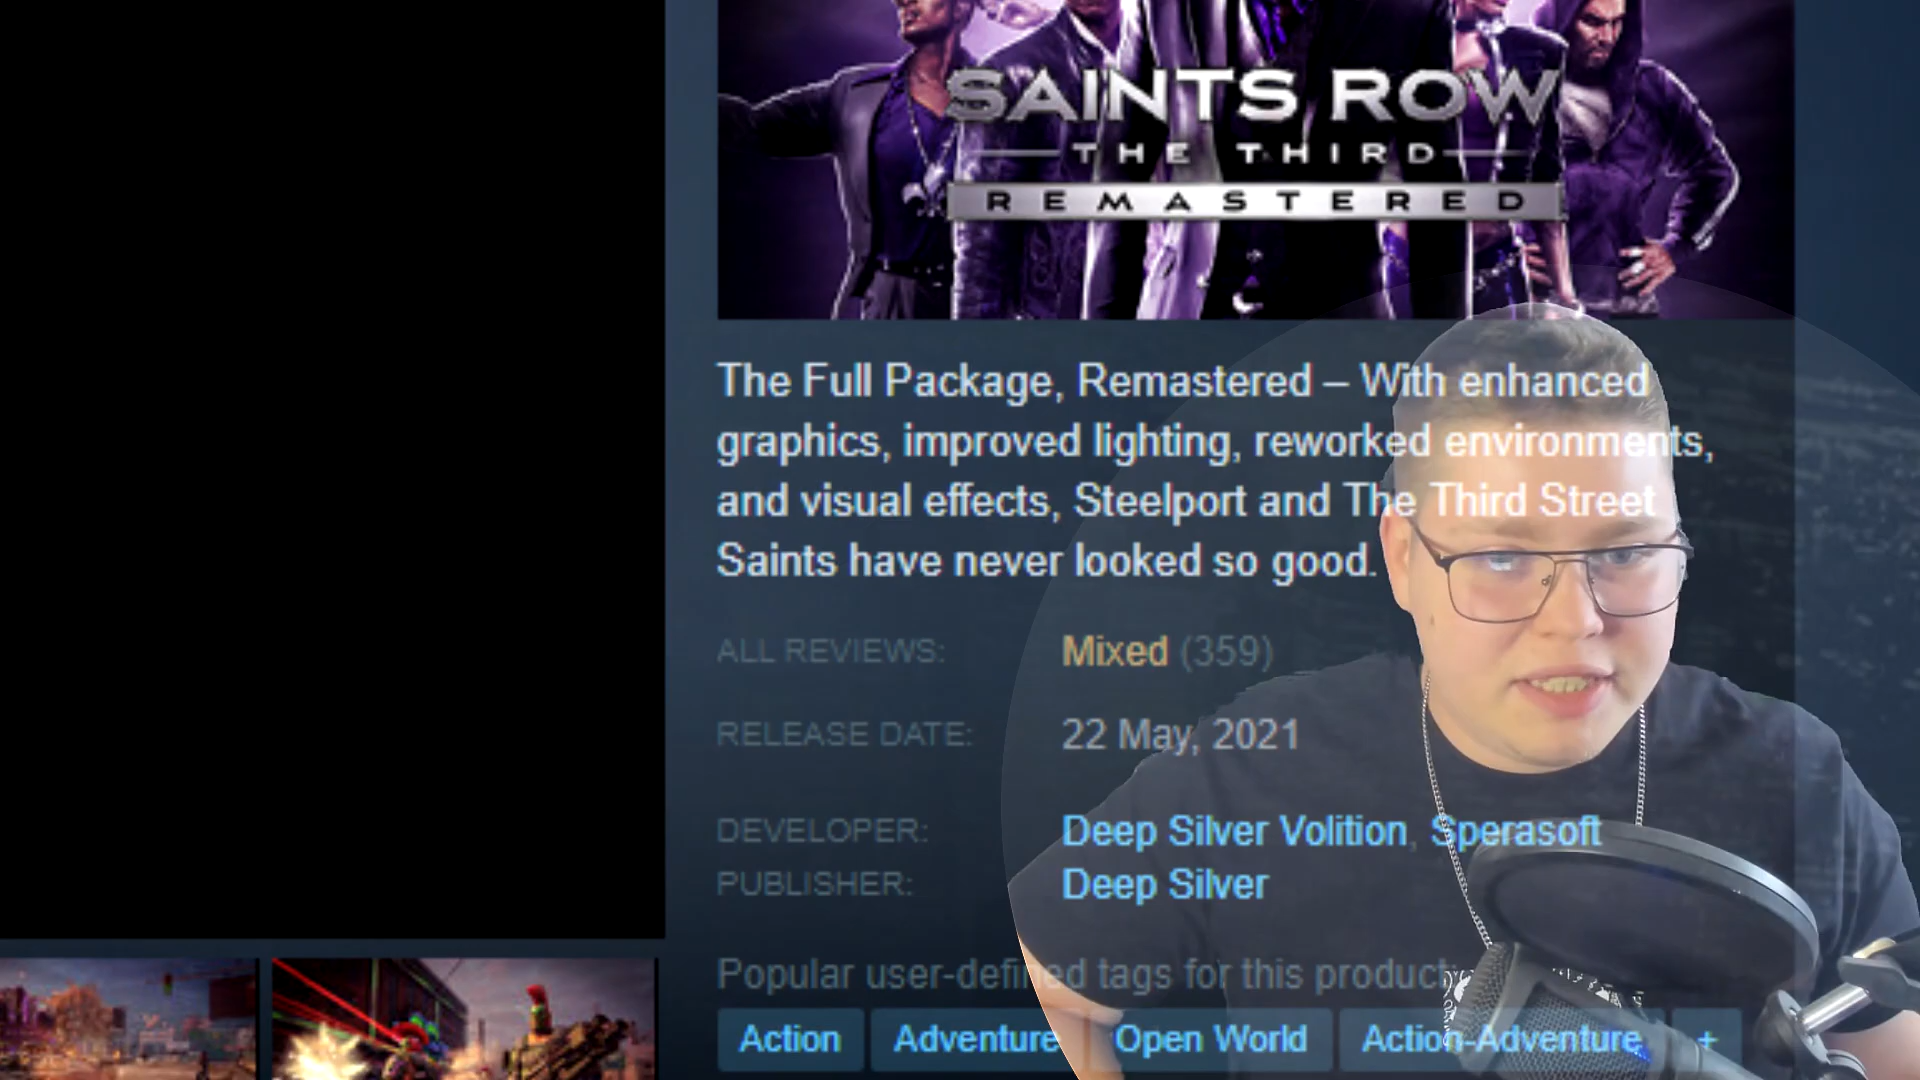 SAINTS ROW
THE THIRD
REMASTERED
The Full Package, Remastered – With enhanced
graphics, improved lighting, reworked environments,
and visual effects, Steelport and The Third Street
Saints have never looked so good.
ALL REVIEWS: Mixed (359)
RELEASE DATE: 22 May, 2021
DEVELOPER: Deep Silver Volition, Sperasoft
PUBLISHER: Deep Silver
Popular user-defined tags for this product:
Action Adventure Open World Action-Adventure +